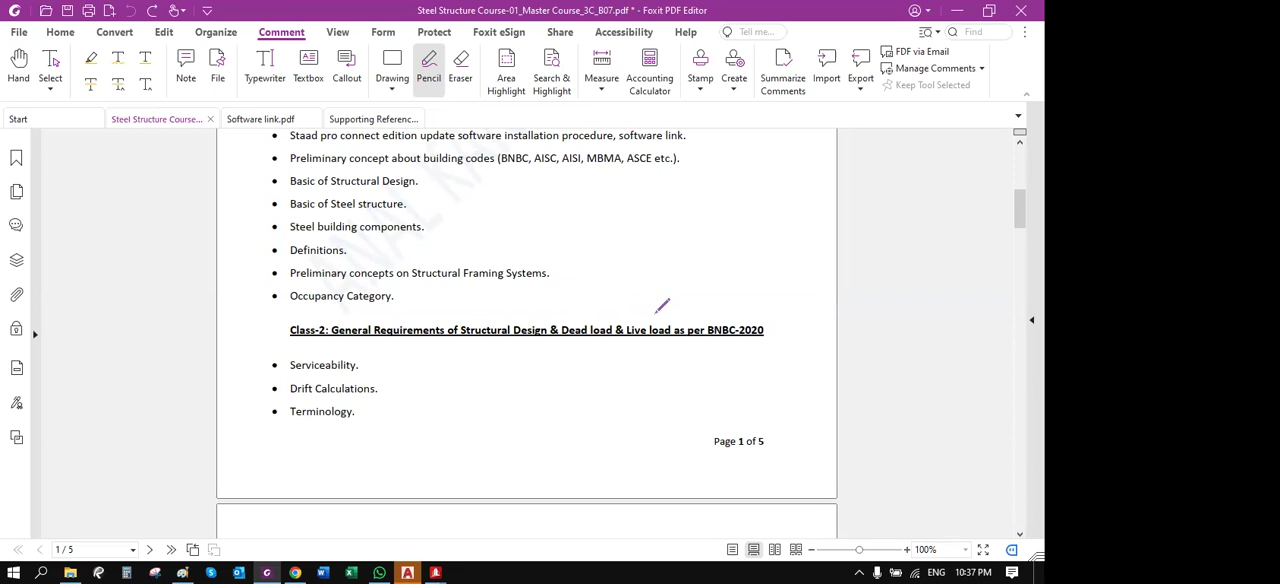 Steel Structure Course-01_Master Course_3C_B07.pdf * - Foxit PDF Editor
File Home Convert Edit Organize Comment View Form Protect Foxit eSign Share Accessibility Help Tell me... Find
Hand Select Note File Typewriter Textbox Callout Drawing Pencil Eraser Area Highlight Search & Highlight Measure Accounting Calculator Stamp Create Summarize Comments Import Export
FDF via Email
Manage Comments
Keep Tool Selected
Start Steel Structure Course... Software link.pdf Supporting Referenc...
• Staad pro connect edition update software installation procedure, software link.
• Preliminary concept about building codes (BNBC, AISC, AISI, MBMA, ASCE etc.).
• Basic of Structural Design.
• Basic of Steel structure.
• Steel building components.
• Definitions.
• Preliminary concepts on Structural Framing Systems.
• Occupancy Category.
Class-2: General Requirements of Structural Design & Dead load & Live load as per BNBC-2020
• Serviceability.
• Drift Calculations.
• Terminology.
Page 1 of 5
1 / 5
100%
ENG 10:37 PM